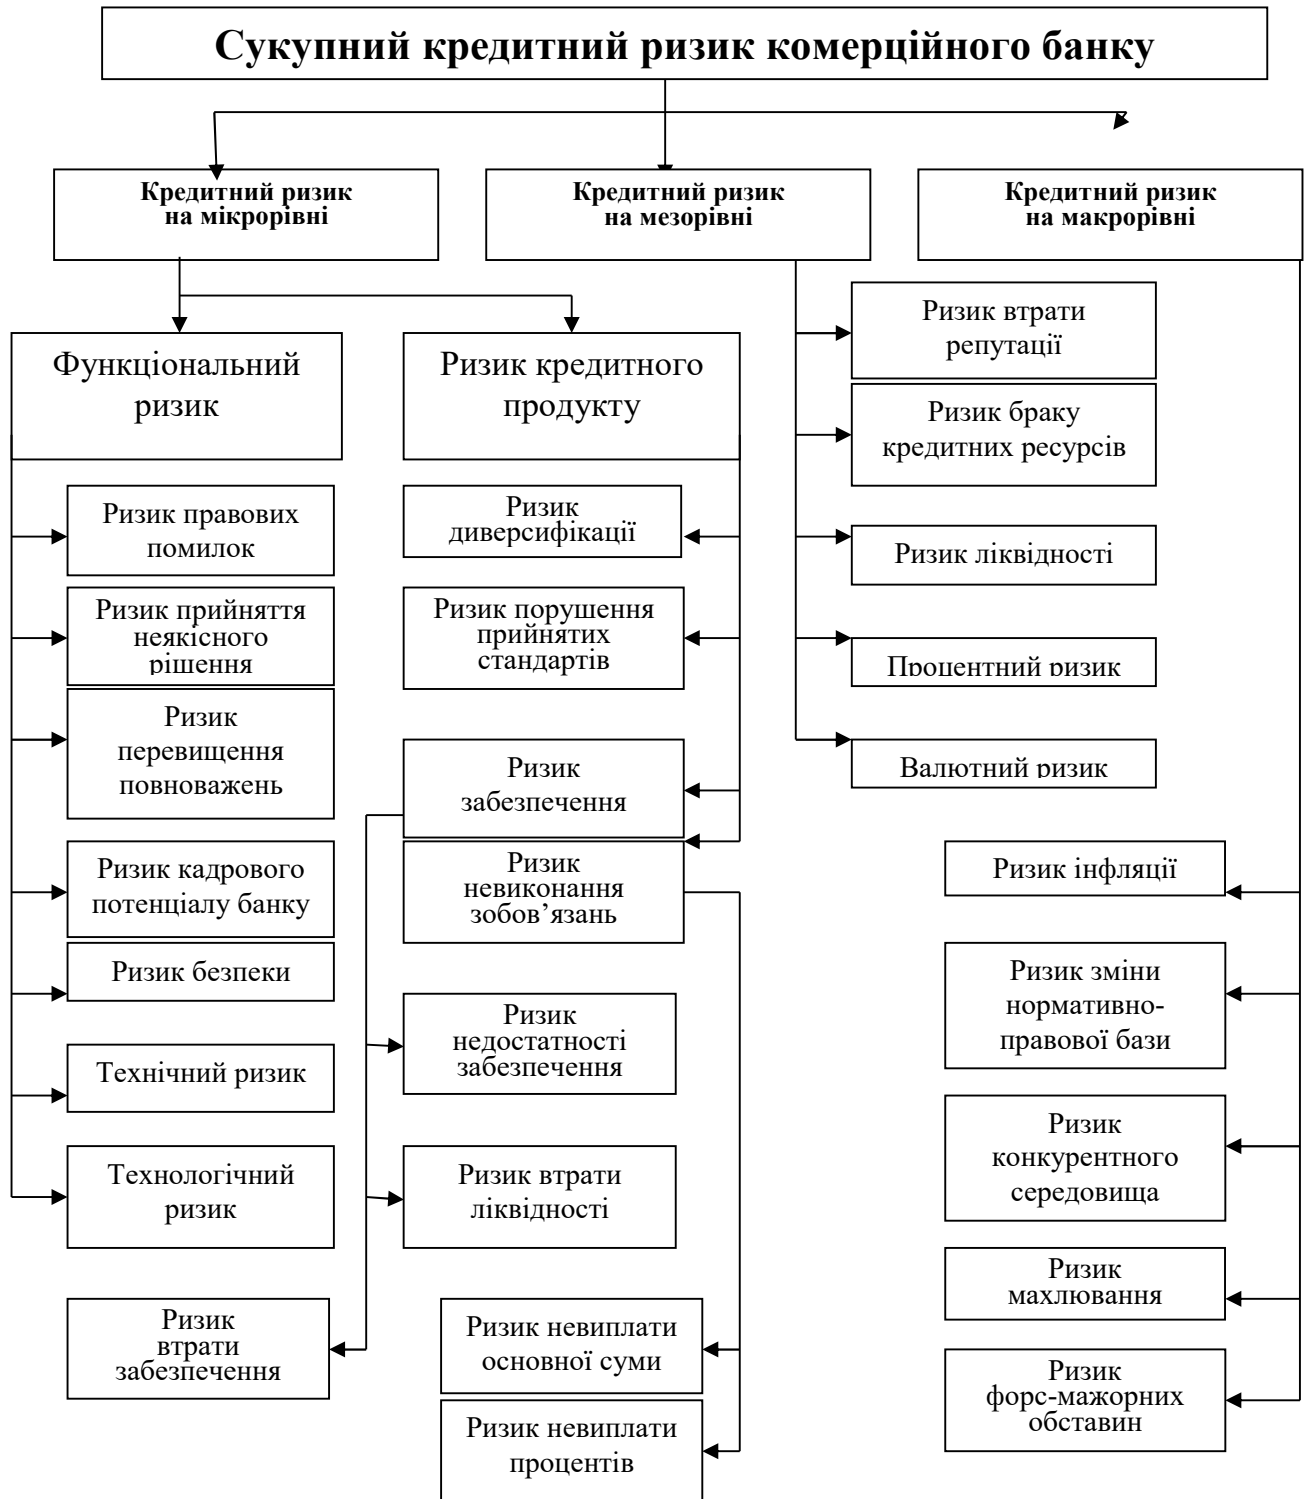 Сукупний кредитний ризик комерційного банку
Кредитний ризик
на мікрорівні
Кредитний ризик
на мезорівні
Кредитний ризик
на макрорівні
Функціональний
ризик
Ризик кредитного
продукту
Ризик втрати
репутації
Ризик браку
кредитних ресурсів
Ризик ліквідності
Процентний ризик
Валютний ризик
Ризик правових
помилок
Ризик прийняття
неякісного
рішення
Ризик
перевищення
повноважень
Ризик кадрового
потенціалу банку
Ризик безпеки
Технічний ризик
Технологічний
ризик
Ризик
диверсифікації
Ризик порушення
прийнятих
стандартів
Ризик
забезпечення
Ризик
невиконання
зобов’язань
Ризик
недостатності
забезпечення
Ризик втрати
ліквідності
Ризик
втрати
забезпечення
Ризик невиплати
основної суми
Ризик невиплати
процентів
Ризик інфляції
Ризик зміни
нормативно-
правової бази
Ризик
конкурентного
середовища
Ризик
махлювання
Ризик
форс-мажорних
обставин